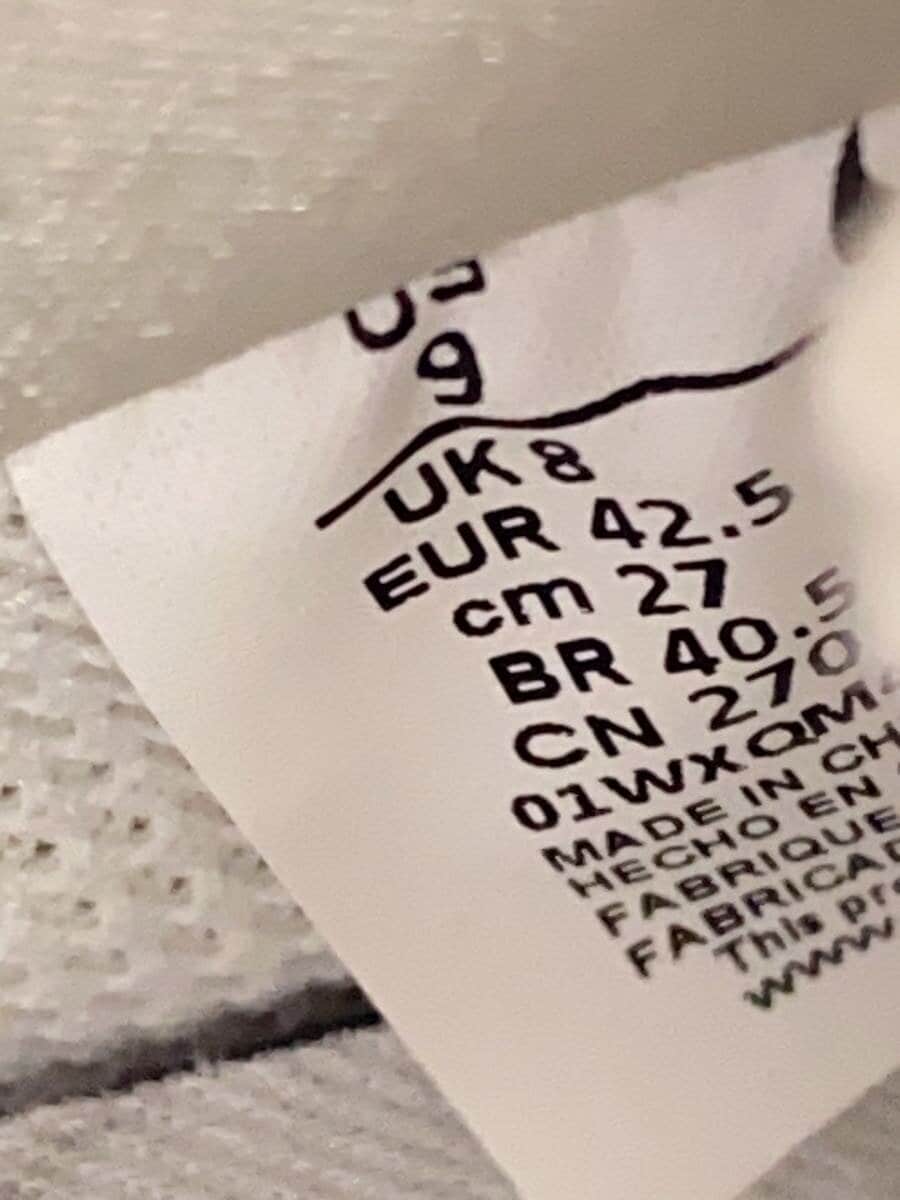 9
UK 8
EUR 42.5
cm 27
BR 40.5
CN 270
01WXQM
MADE IN CH
HECHO EN
FABRIQUE
FABRICAD
This pr
www